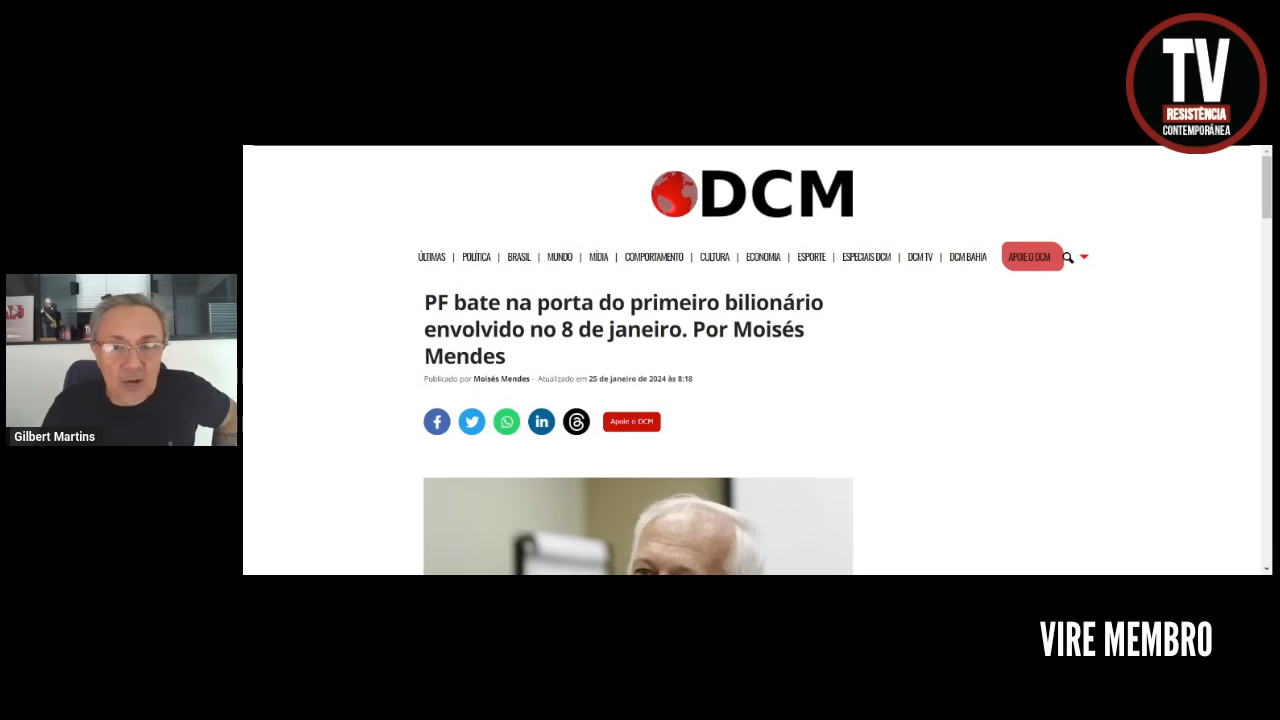 TV
RESISTÊNCIA
CONTEMPORÂNEA
DCM
ÚLTIMAS | POLÍTICA | BRASIL | MUNDO | MÍDIA | COMPORTAMENTO | CULTURA | ECONOMIA | ESPORTE | ESPECIAIS DCM | DCM TV | DCM BAHIA APOIE O DCM
PF bate na porta do primeiro bilionário
envolvido no 8 de janeiro. Por Moisés
Mendes
Publicado por Moisés Mendes - Atualizado em 25 de janeiro de 2024 às 8:18
Apoie o DCM
Gilbert Martins
VIRE MEMBRO